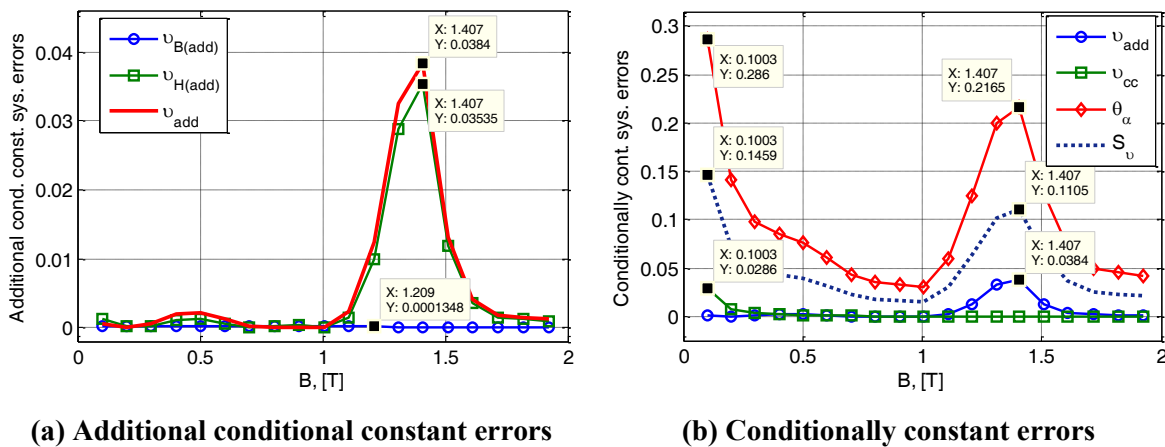 υB(add)
υH(add)
υadd
X: 1.407
Y: 0.0384
X: 1.407
Y: 0.03535
X: 1.209
Y: 0.0001348
Additional cond. const. sys. errors
0.04
0.03
0.02
0.01
0
0 0.5 1 1.5 2
B, [T]
(a) Additional conditional constant errors
υadd
υcc
θα
Sυ
X: 0.1003
Y: 0.286
X: 1.407
Y: 0.2165
X: 0.1003
Y: 0.1459
X: 1.407
Y: 0.1105
X: 0.1003
Y: 0.0286
X: 1.407
Y: 0.0384
Conditionally cont. sys. errors
0.3
0.25
0.2
0.15
0.1
0.05
0
0 0.5 1 1.5 2
B, [T]
(b) Conditionally constant errors